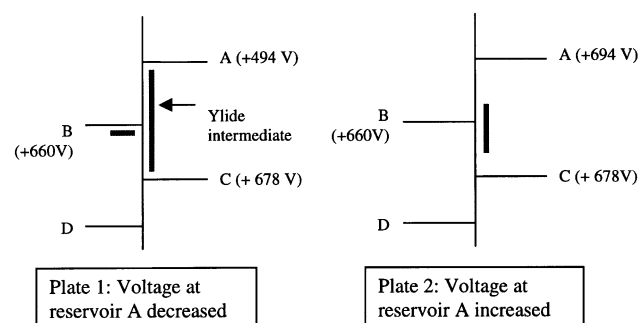 A (+494 V)
B
(+660V)
Ylide
intermediate
C (+ 678 V)
D
Plate 1: Voltage at
reservoir A decreased
A (+694 V)
B
(+660V)
C (+ 678V)
D
Plate 2: Voltage at
reservoir A increased